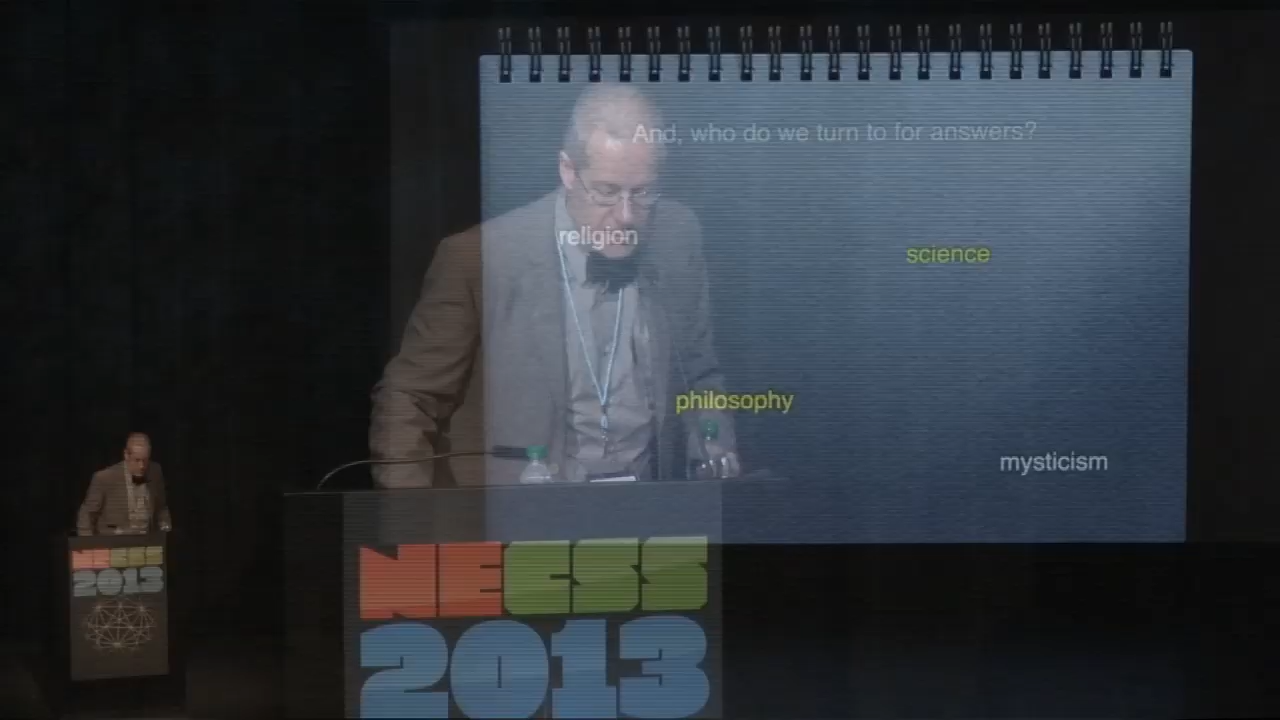 And, who do we turn to for answers?
religion
science
philosophy
mysticism
NECSS
2013
NECSS
2013